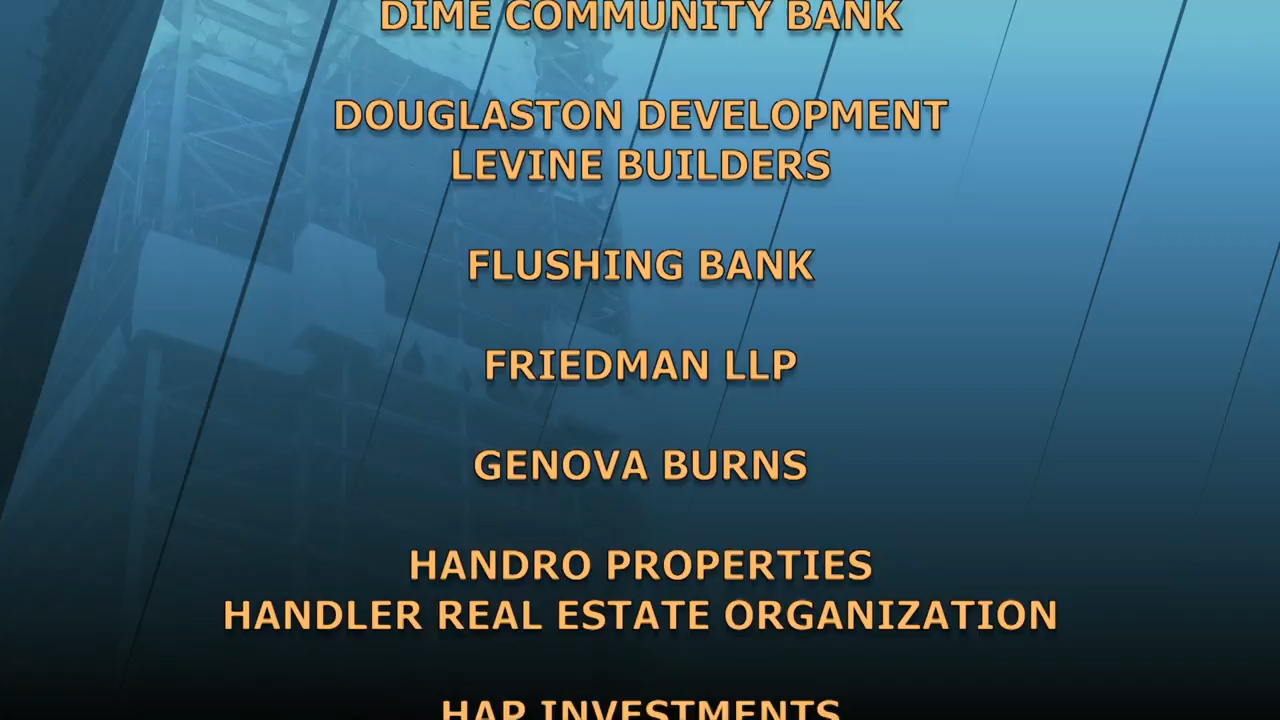 DIME COMMUNITY BANK
DOUGLASTON DEVELOPMENT
LEVINE BUILDERS
FLUSHING BANK
FRIEDMAN LLP
GENOVA BURNS
HANDRO PROPERTIES
HANDLER REAL ESTATE ORGANIZATION
HAP INVESTMENTS